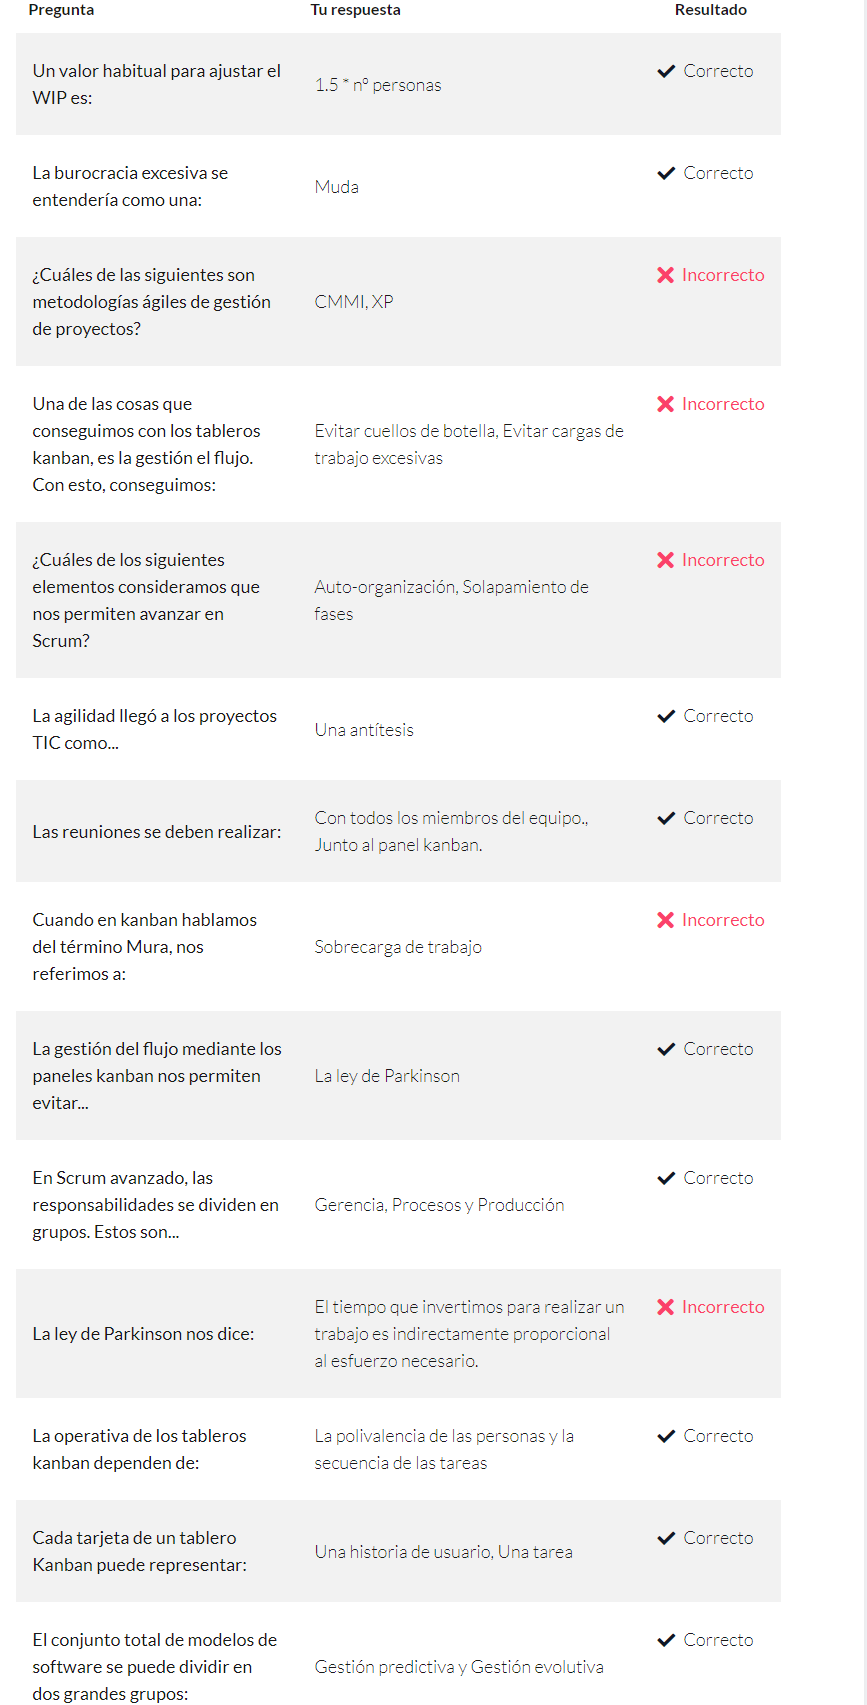 Pregunta Tu respuesta Resultado
Un valor habitual para ajustar el
WIP es:
1.5 * nº personas
Correcto
La burocracia excesiva se
entendería como una:
Muda
Correcto
¿Cuáles de las siguientes son
metodologías ágiles de gestión
de proyectos?
CMMI, XP
Incorrecto
Una de las cosas que
conseguimos con los tableros
kanban, es la gestión el flujo.
Con esto, conseguimos:
Evitar cuellos de botella, Evitar cargas de
trabajo excesivas
Incorrecto
¿Cuáles de los siguientes
elementos consideramos que
nos permiten avanzar en
Scrum?
Auto-organización, Solapamiento de
fases
Incorrecto
La agilidad llegó a los proyectos
TIC como...
Una antítesis
Correcto
Las reuniones se deben realizar:
Con todos los miembros del equipo.,
Junto al panel kanban.
Correcto
Cuando en kanban hablamos
del término Mura, nos
referimos a:
Sobrecarga de trabajo
Incorrecto
La gestión del flujo mediante los
paneles kanban nos permiten
evitar...
La ley de Parkinson
Correcto
En Scrum avanzado, las
responsabilidades se dividen en
grupos. Estos son...
Gerencia, Procesos y Producción
Correcto
La ley de Parkinson nos dice:
El tiempo que invertimos para realizar un
trabajo es indirectamente proporcional
al esfuerzo necesario.
Incorrecto
La operativa de los tableros
kanban dependen de:
La polivalencia de las personas y la
secuencia de las tareas
Correcto
Cada tarjeta de un tablero
Kanban puede representar:
Una historia de usuario, Una tarea
Correcto
El conjunto total de modelos de
software se puede dividir en
dos grandes grupos:
Gestión predictiva y Gestión evolutiva
Correcto